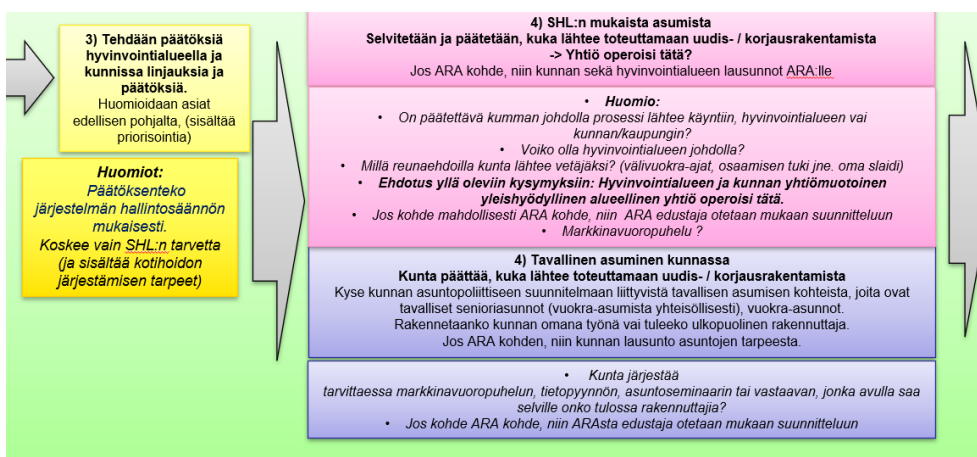 3) Tehdään päätöksiä
hyvinvointialueella ja
kunnissa linjauksia ja
päätöksiä.
Huomioidaan asiat
edellisen pohjalta, (sisältää
priorisointia)
Huomiot:
Päätöksenteko
järjestelmän hallintosäännön
mukaisesti.
Koskee vain SHL:n tarvetta
(ja sisältää kotihoidon
järjestämisen tarpeet)
4) SHL:n mukaista asumista
Selvitetään ja päätetään, kuka lähtee toteuttamaan uudis- / korjausrakentamista
-> Yhtiö operoisi tätä?
Jos ARA kohde, niin kunnan sekä hyvinvointialueen lausunnot ARA:lle
• Huomio:
• On päätettävä kumman johdolla prosessi lähtee käyntiin, hyvinvointialueen vai
kunnan/kaupungin?
• Voiko olla hyvinvointialueen johdolla?
• Millä reunaehdoilla kunta lähtee vetäjäksi? (välivuokra-ajat, osaamisen tuki jne. oma slaidi)
• Ehdotus yllä oleviin kysymyksiin: Hyvinvointialueen ja kunnan yhtiömuotoinen
yleishyödyllinen alueellinen yhtiö operoisi tätä.
• Jos kohde mahdollisesti ARA kohde, niin ARA edustaja otetaan mukaan suunnitteluun
• Markkinavuoropuhelu ?
4) Tavallinen asuminen kunnassa
Kunta päättää, kuka lähtee toteuttamaan uudis- / korjausrakentamista
Kyse kunnan asuntopoliittiseen suunnitelmaan liittyvistä tavallisen asumisen kohteista, joita ovat
tavalliset senioriasunnot (vuokra-asumista yhteisöllisesti), vuokra-asunnot.
Rakennetaanko kunnan omana työnä vai tuleeko ulkopuolinen rakennuttaja.
Jos ARA kohden, niin kunnan lausunto asuntojen tarpeesta.
• Kunta järjestää
tarvittaessa markkinavuoropuhelun, tietopyynnön, asuntoseminaarin tai vastaavan, jonka avulla saa
selville onko tulossa rakennuttajia?
• Jos kohde ARA kohde, niin ARAsta edustaja otetaan mukaan suunnitteluun